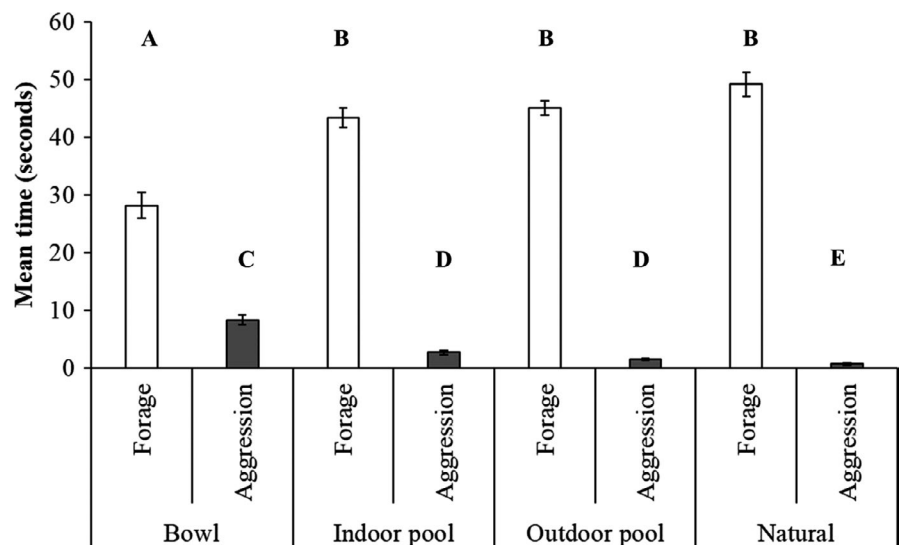 Mean time (seconds)
60
50
40
30
20
10
0
A
B
B
B
C
D
D
E
Forage
Aggression
Forage
Aggression
Forage
Aggression
Forage
Aggression
Bowl
Indoor pool
Outdoor pool
Natural